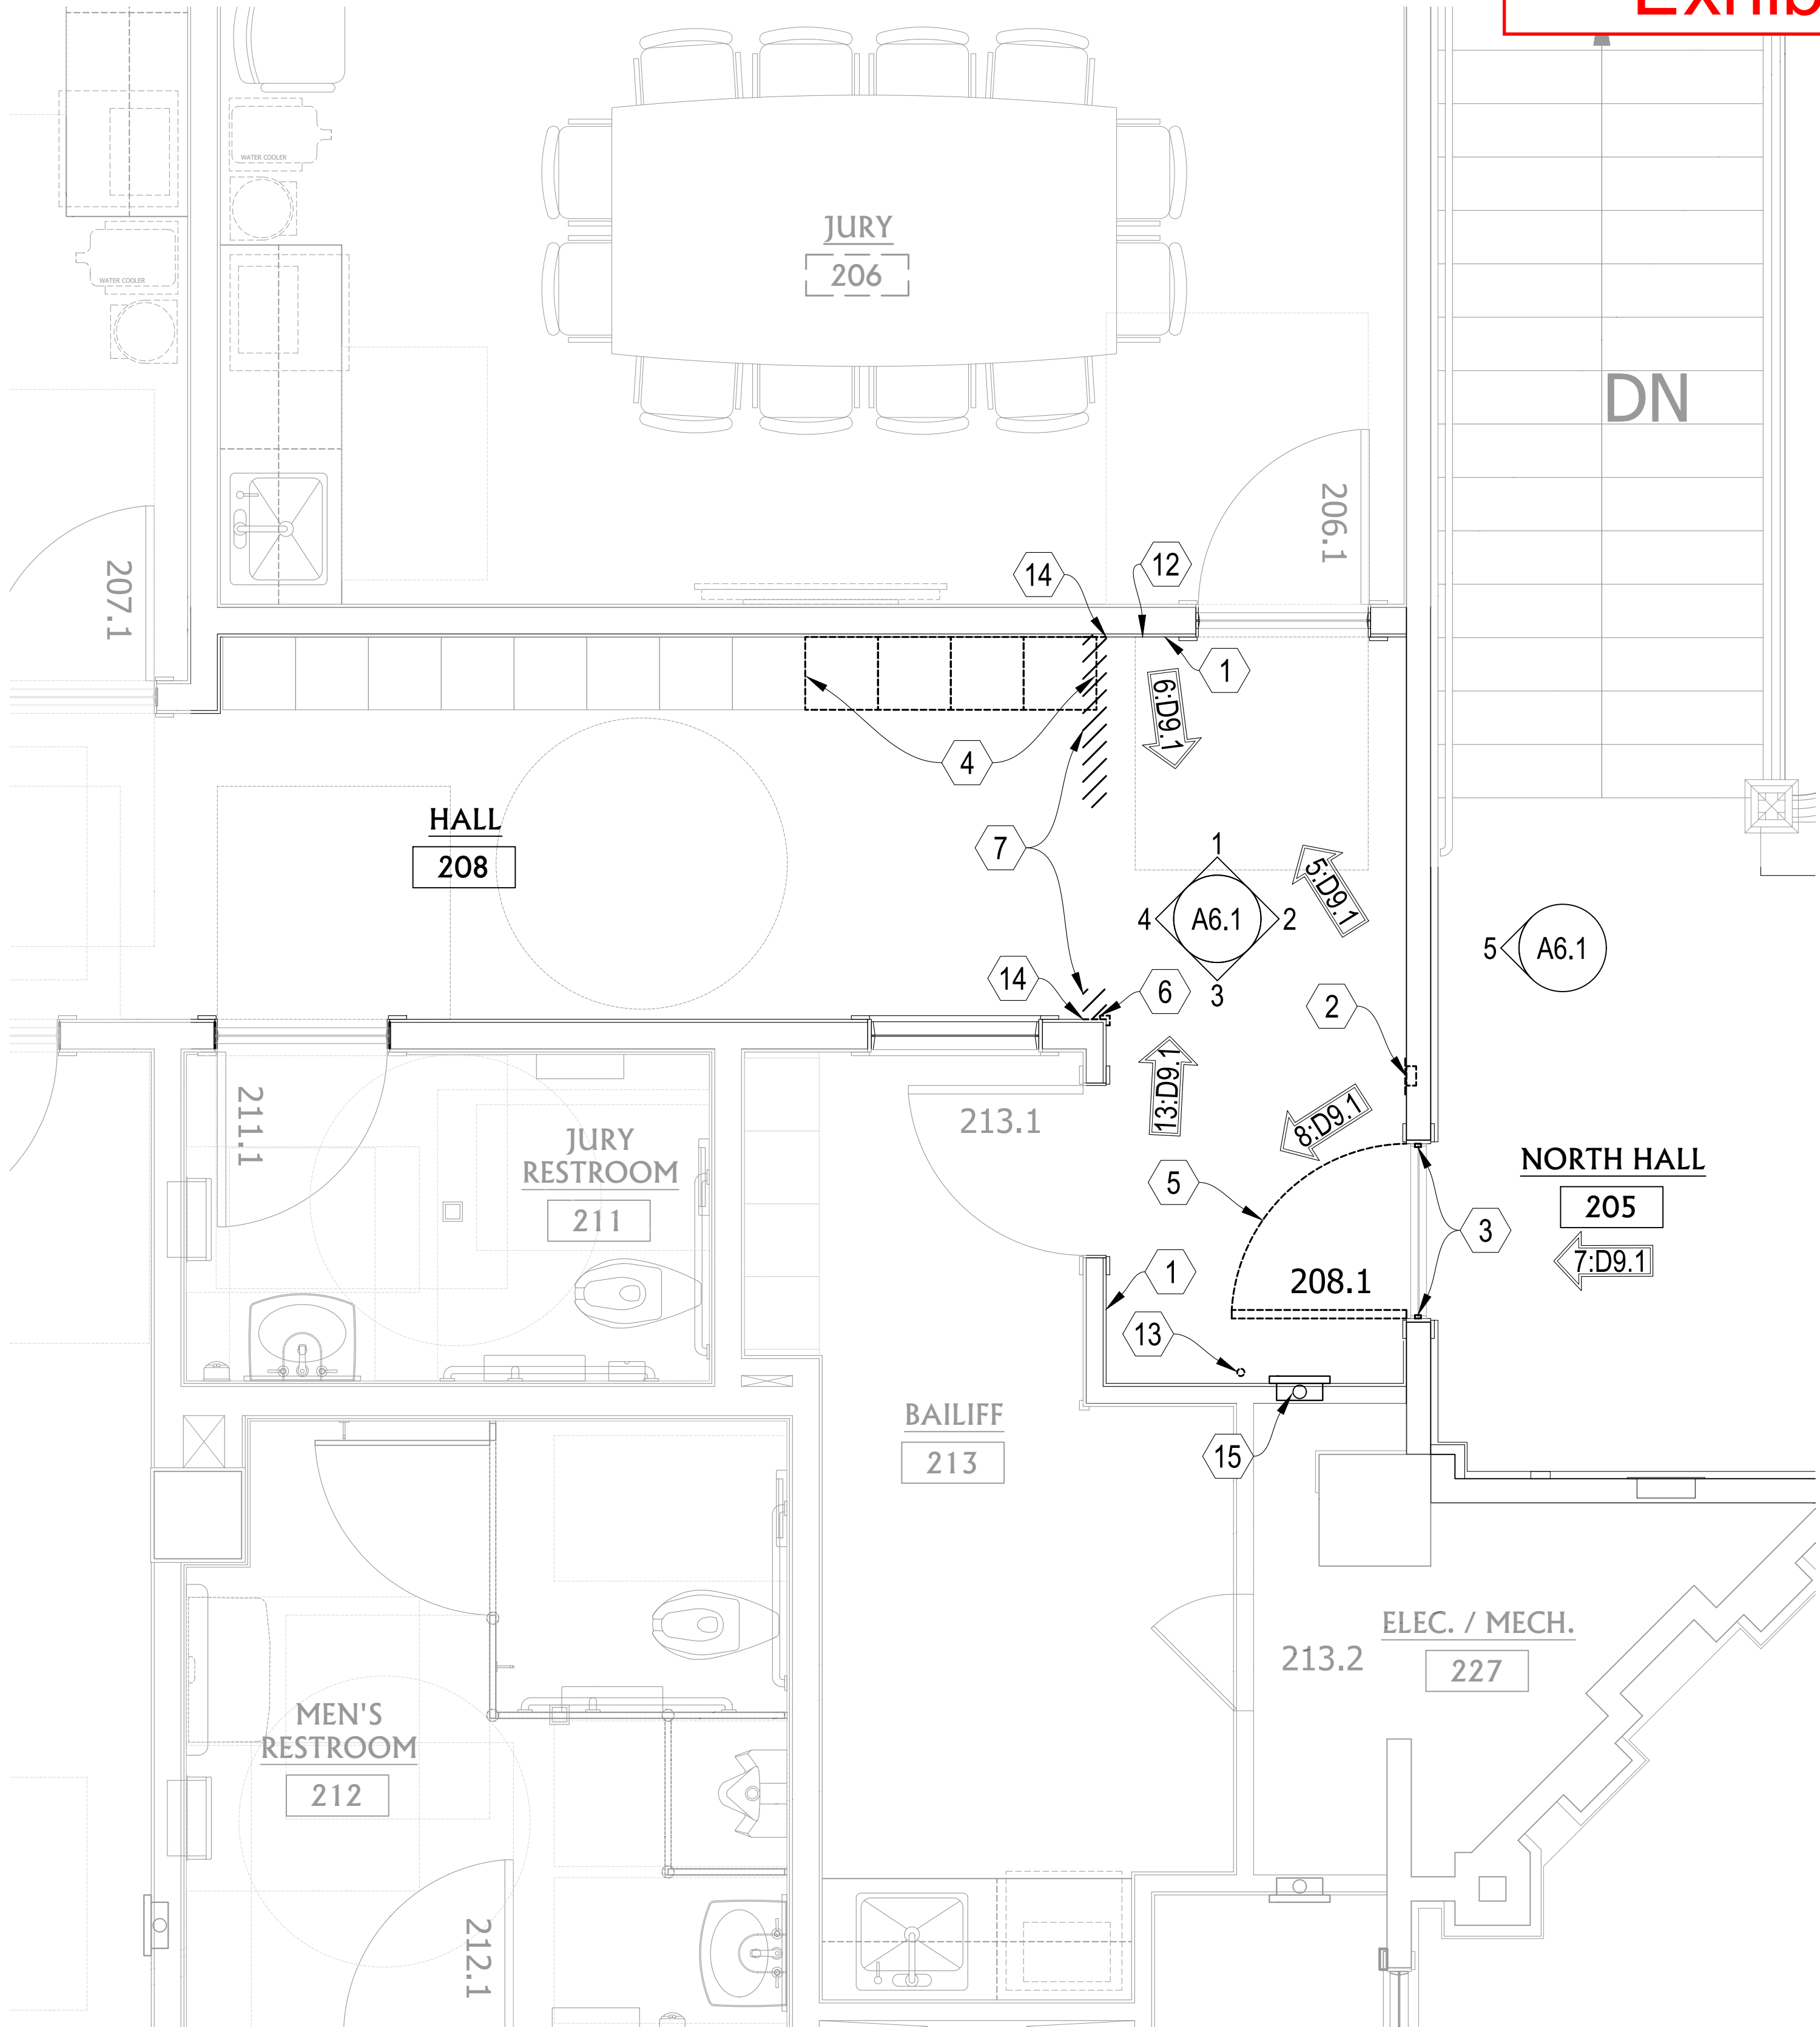 Exhib
WATER COOLER
WATER COOLER
JURY
206
DN
206.1
207.1
14
12
1
6:D9.1
4
HALL
208
7
1
5:D9.1
4
A6.1
2
3
5
A6.1
14
6
2
211.1
213.1
13:D9.1
8:D9.1
JURY
RESTROOM
211
5
NORTH HALL
205
3
7:D9.1
1
208.1
13
BAILIFF
213
15
ELEC. / MECH.
227
213.2
MEN'S
RESTROOM
212
212.1